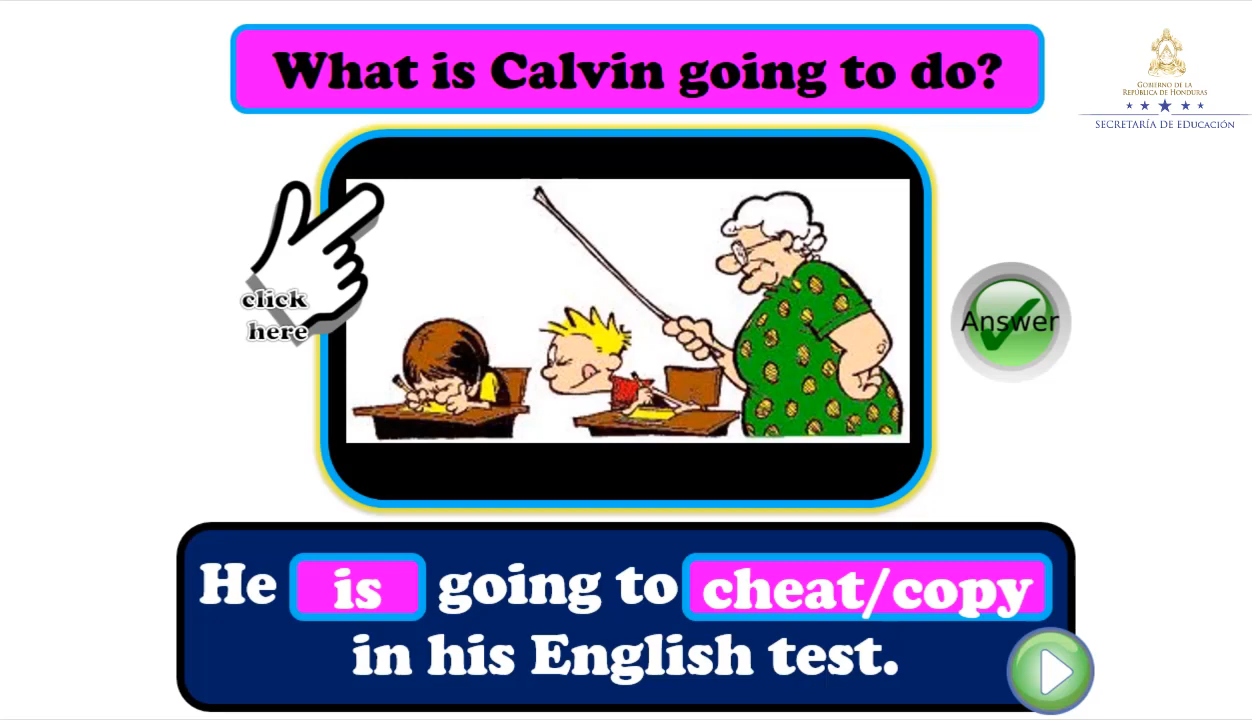 What is Calvin going to do?
GOBIERNO DE LA
REPÚBLICA DE HONDURAS
SECRETARÍA DE EDUCACIÓN
click
here
Answer
He is going to cheat/copy
in his English test.